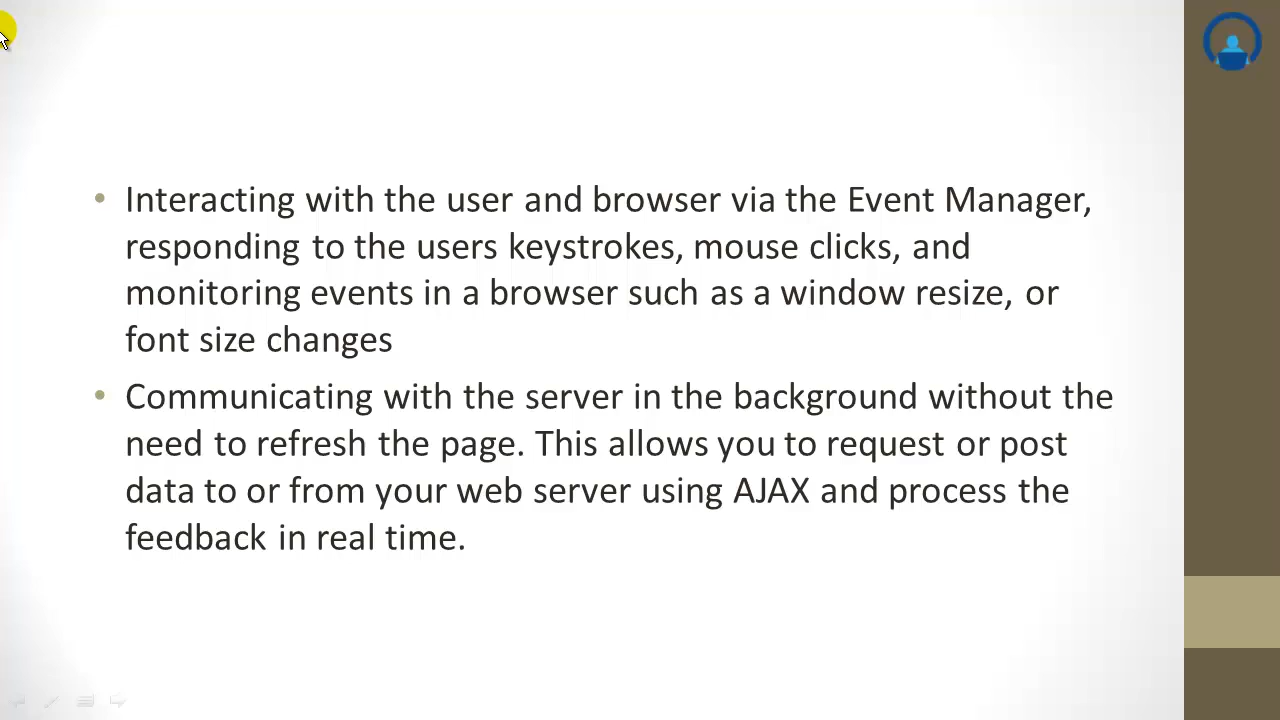 • Interacting with the user and browser via the Event Manager,
responding to the users keystrokes, mouse clicks, and
monitoring events in a browser such as a window resize, or
font size changes
• Communicating with the server in the background without the
need to refresh the page. This allows you to request or post
data to or from your web server using AJAX and process the
feedback in real time.